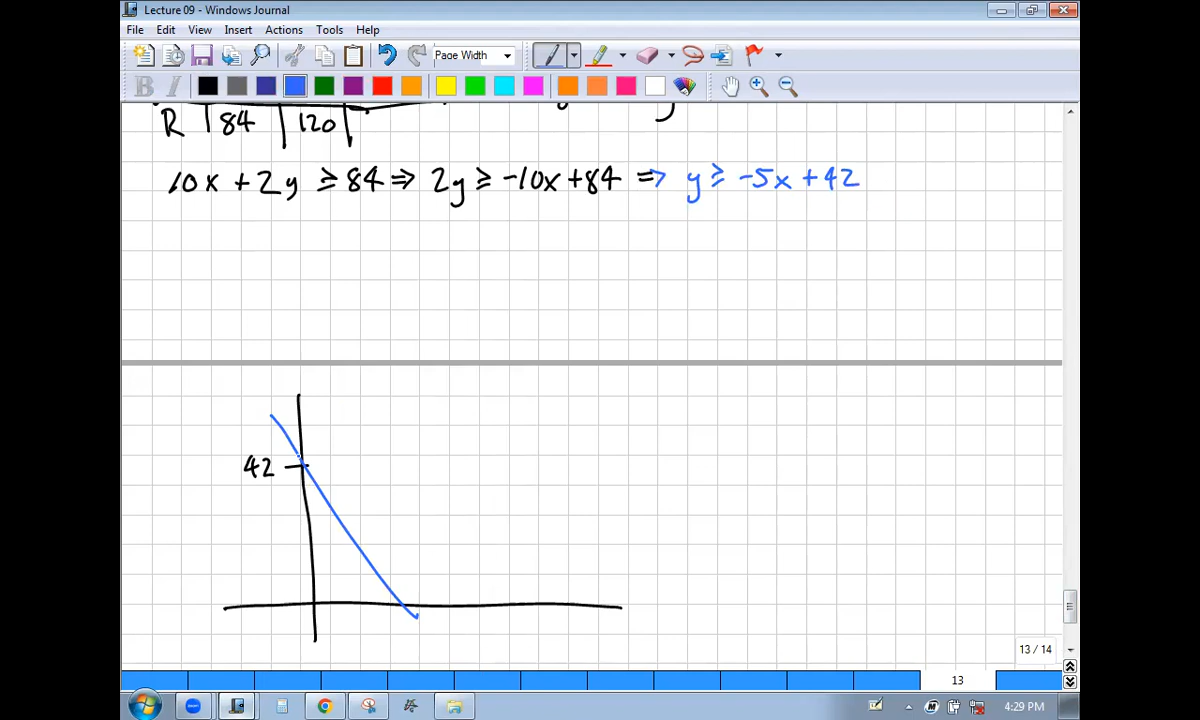 Lecture 09 - Windows Journal
File Edit View Insert Actions Tools Help
Page Width
B I
R 84 120
10x + 2y ≥ 84 ⇒ 2y ≥ -10x + 84 ⇒ y ≥ -5x + 42
42
13 / 14
13
4:29 PM